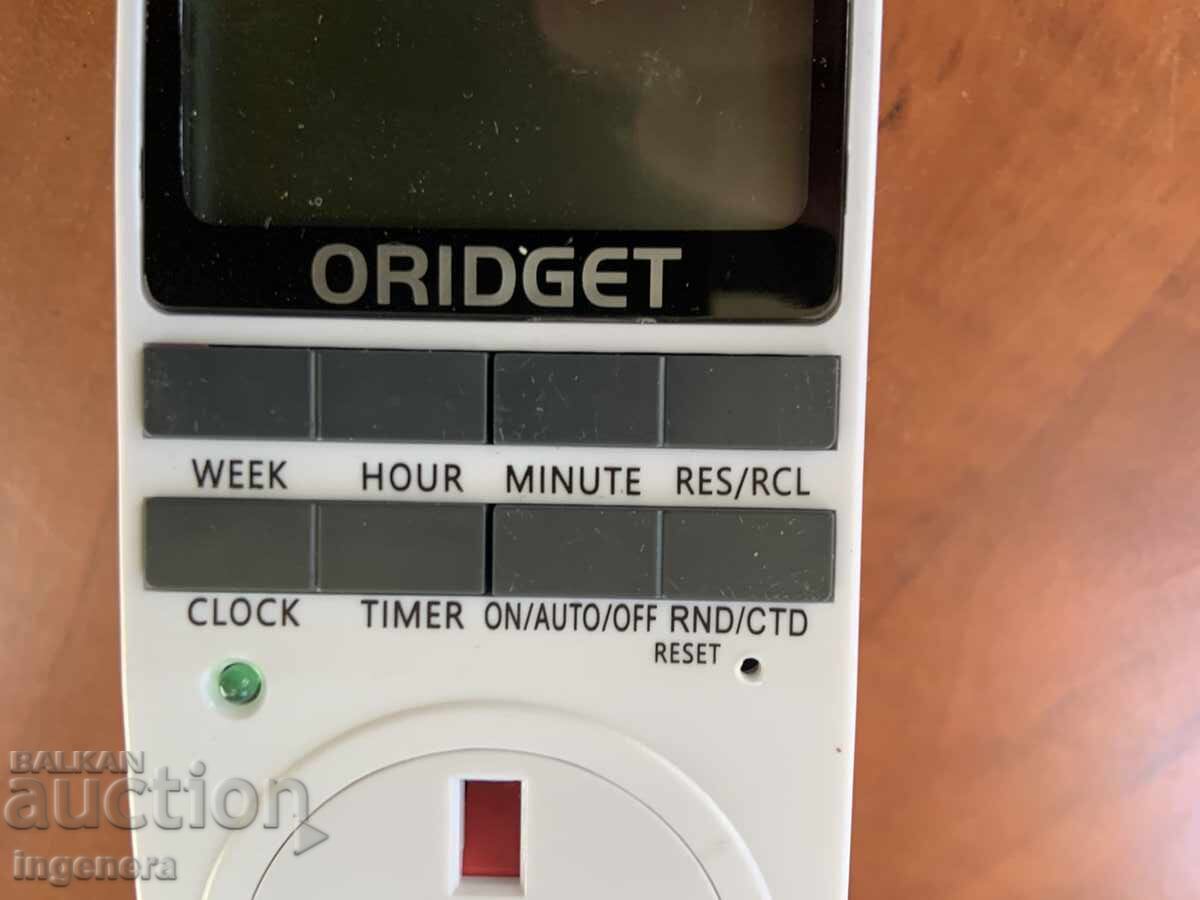 ORIDGET
WEEK HOUR MINUTE RES/RCL
CLOCK TIMER ON/AUTO/OFF RND/CTD
RESET
BALKAN
auction
ingenera